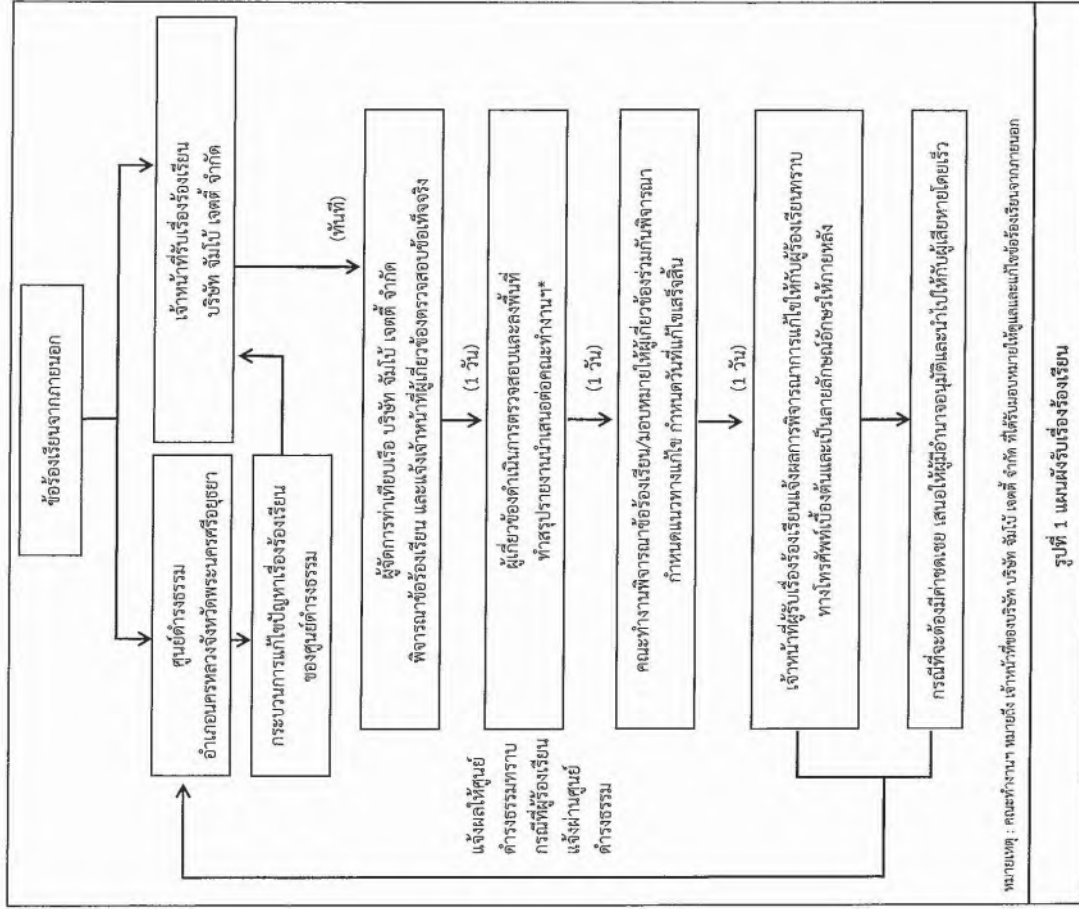 ข้อร้องเรียนจากภายนอก
ศูนย์ดำรงธรรม
อำเภอนครหลวงจังหวัดพระนครศรีอยุธยา
เจ้าหน้าที่รับเรื่องร้องเรียน
บริษัท จัมโบ้ เจตตี้ จำกัด
กระบวนการแก้ไขปัญหาเรื่องร้องเรียน
ของศูนย์ดำรงธรรม
(ทันที)
ผู้จัดการท่าเทียบเรือ บริษัท จัมโบ้ เจตตี้ จำกัด
พิจารณาข้อร้องเรียน และแจ้งเจ้าหน้าที่ผู้เกี่ยวข้องตรวจสอบข้อเท็จจริง
(1 วัน)
ผู้เกี่ยวข้องดำเนินการตรวจสอบและลงพื้นที่
ทำสรุปรายงานนำเสนอต่อคณะทำงานฯ*
(1 วัน)
คณะทำงานพิจารณาข้อร้องเรียน/มอบหมายให้ผู้เกี่ยวข้องร่วมกันพิจารณา
กำหนดแนวทางแก้ไข กำหนดวันที่แก้ไขเสร็จสิ้น
(1 วัน)
เจ้าหน้าที่ผู้รับเรื่องร้องเรียนแจ้งผลการพิจารณาการแก้ไขให้กับผู้ร้องเรียนทราบ
ทางโทรศัพท์เบื้องต้นและเป็นลายลักษณ์อักษรให้ภายหลัง
กรณีที่จะต้องมีค่าชดเชย เสนอให้ผู้มีอำนาจอนุมัติและนำไปให้กับผู้เสียหายโดยเร็ว
แจ้งผลให้ศูนย์
ดำรงธรรมทราบ
กรณีที่ผู้ร้องเรียน
แจ้งผ่านศูนย์
ดำรงธรรม
หมายเหตุ : คณะทำงานฯ หมายถึง เจ้าหน้าที่ของบริษัท บริษัท จัมโบ้ เจตตี้ จำกัด ที่ได้รับมอบหมายให้ดูแลและแก้ไขข้อร้องเรียนจากภายนอก
รูปที่ 1 แผนผังรับเรื่องร้องเรียน